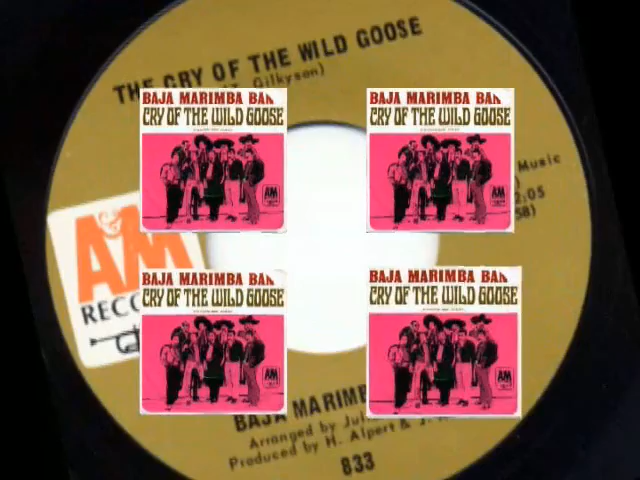 THE CRY OF THE WILD GOOSE
Gilkyson)
BAJA MARIMBA BAN
CRY OF THE WILD GOOSE
A&M
BAJA MARIMBA BAN
CRY OF THE WILD GOOSE
A&M
Music
2:05
58)
A&M
RECO
BAJA MARIMBA BAN
CRY OF THE WILD GOOSE
A&M
BAJA MARIMBA BAN
CRY OF THE WILD GOOSE
A&M
BAJA MARIMB
Arranged by Juli
Produced by H. Alpert & J.
833